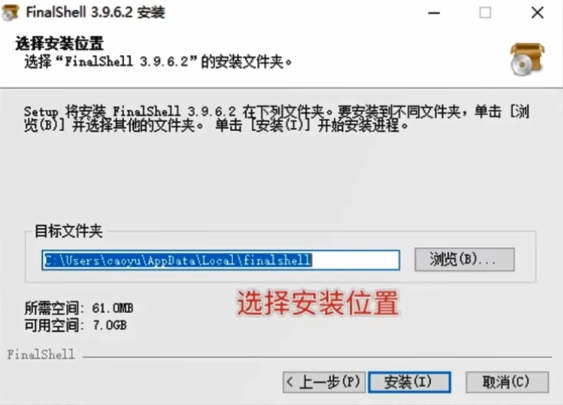 FinalShell 3.9.6.2 安装
选择安装位置
选择“FinalShell 3.9.6.2”的安装文件夹。
Setup 将安装 FinalShell 3.9.6.2 在下列文件夹。要安装到不同文件夹，单击 [浏
览(B)] 并选择其他的文件夹。 单击 [安装(I)] 开始安装进程。
目标文件夹
C:\Users\caoyu\AppData\Local\finalshell
浏览(B)...
选择安装位置
所需空间: 61.0MB
可用空间: 7.0GB
FinalShell
< 上一步(P)
安装(I)
取消(C)